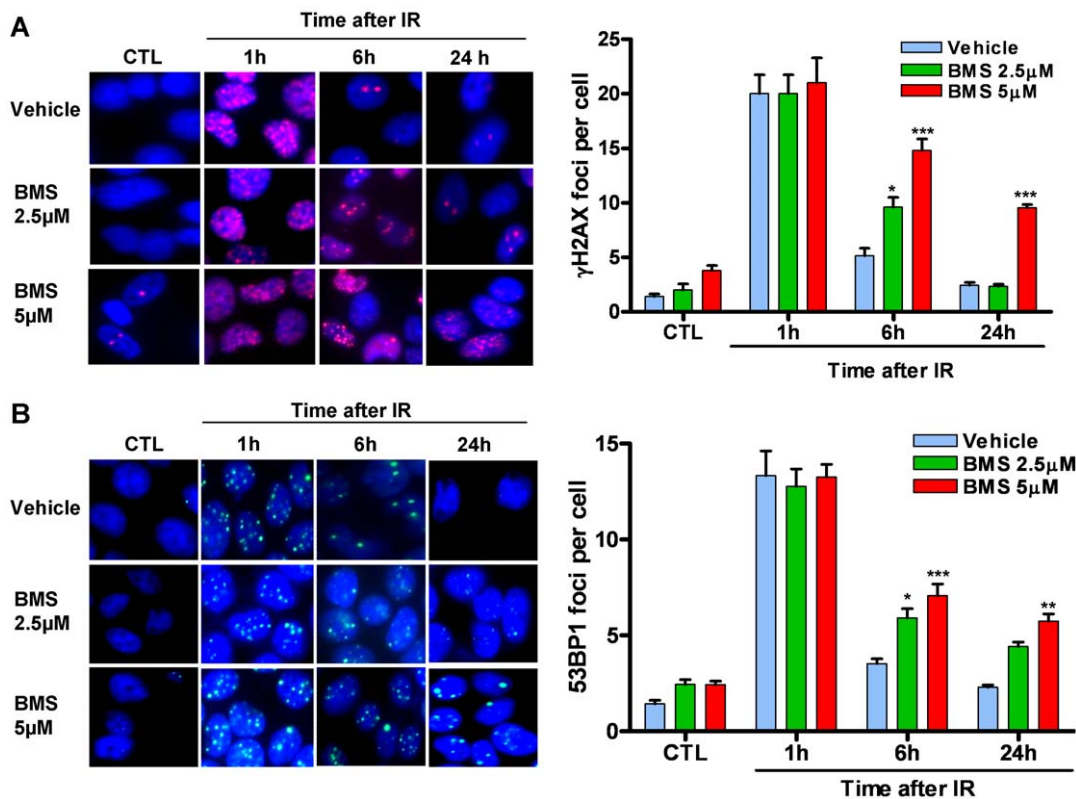 A
Time after IR
CTL 1h 6h 24 h
Vehicle
BMS
2.5µM
BMS
5µM
25
20
15
10
5
0
γH2AX foci per cell
Vehicle
BMS 2.5µM
BMS 5µM
* *** ***
CTL 1h 6h 24h
Time after IR
B
Time after IR
CTL 1h 6h 24h
Vehicle
BMS
2.5µM
BMS
5µM
15
10
5
0
53BP1 foci per cell
Vehicle
BMS 2.5µM
BMS 5µM
* *** **
CTL 1h 6h 24h
Time after IR